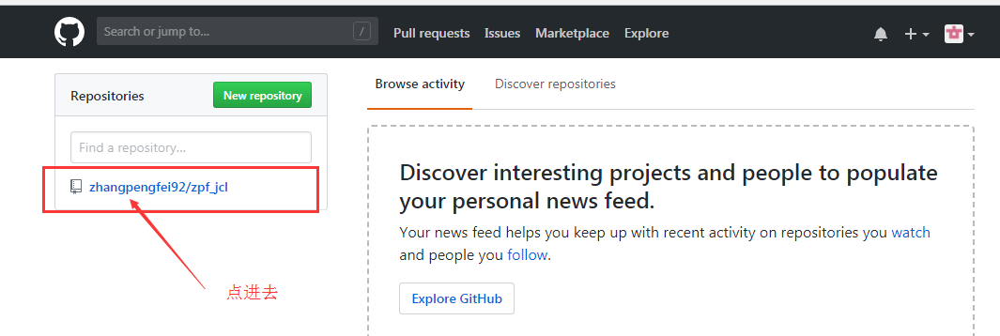 Search or jump to...
/
Pull requests
Issues
Marketplace
Explore
Repositories
New repository
Find a repository...
zhangpengfei92/zpf_jcl
点进去
Browse activity
Discover repositories
Discover interesting projects and people to populate
your personal news feed.
Your news feed helps you keep up with recent activity on repositories you watch
and people you follow.
Explore GitHub